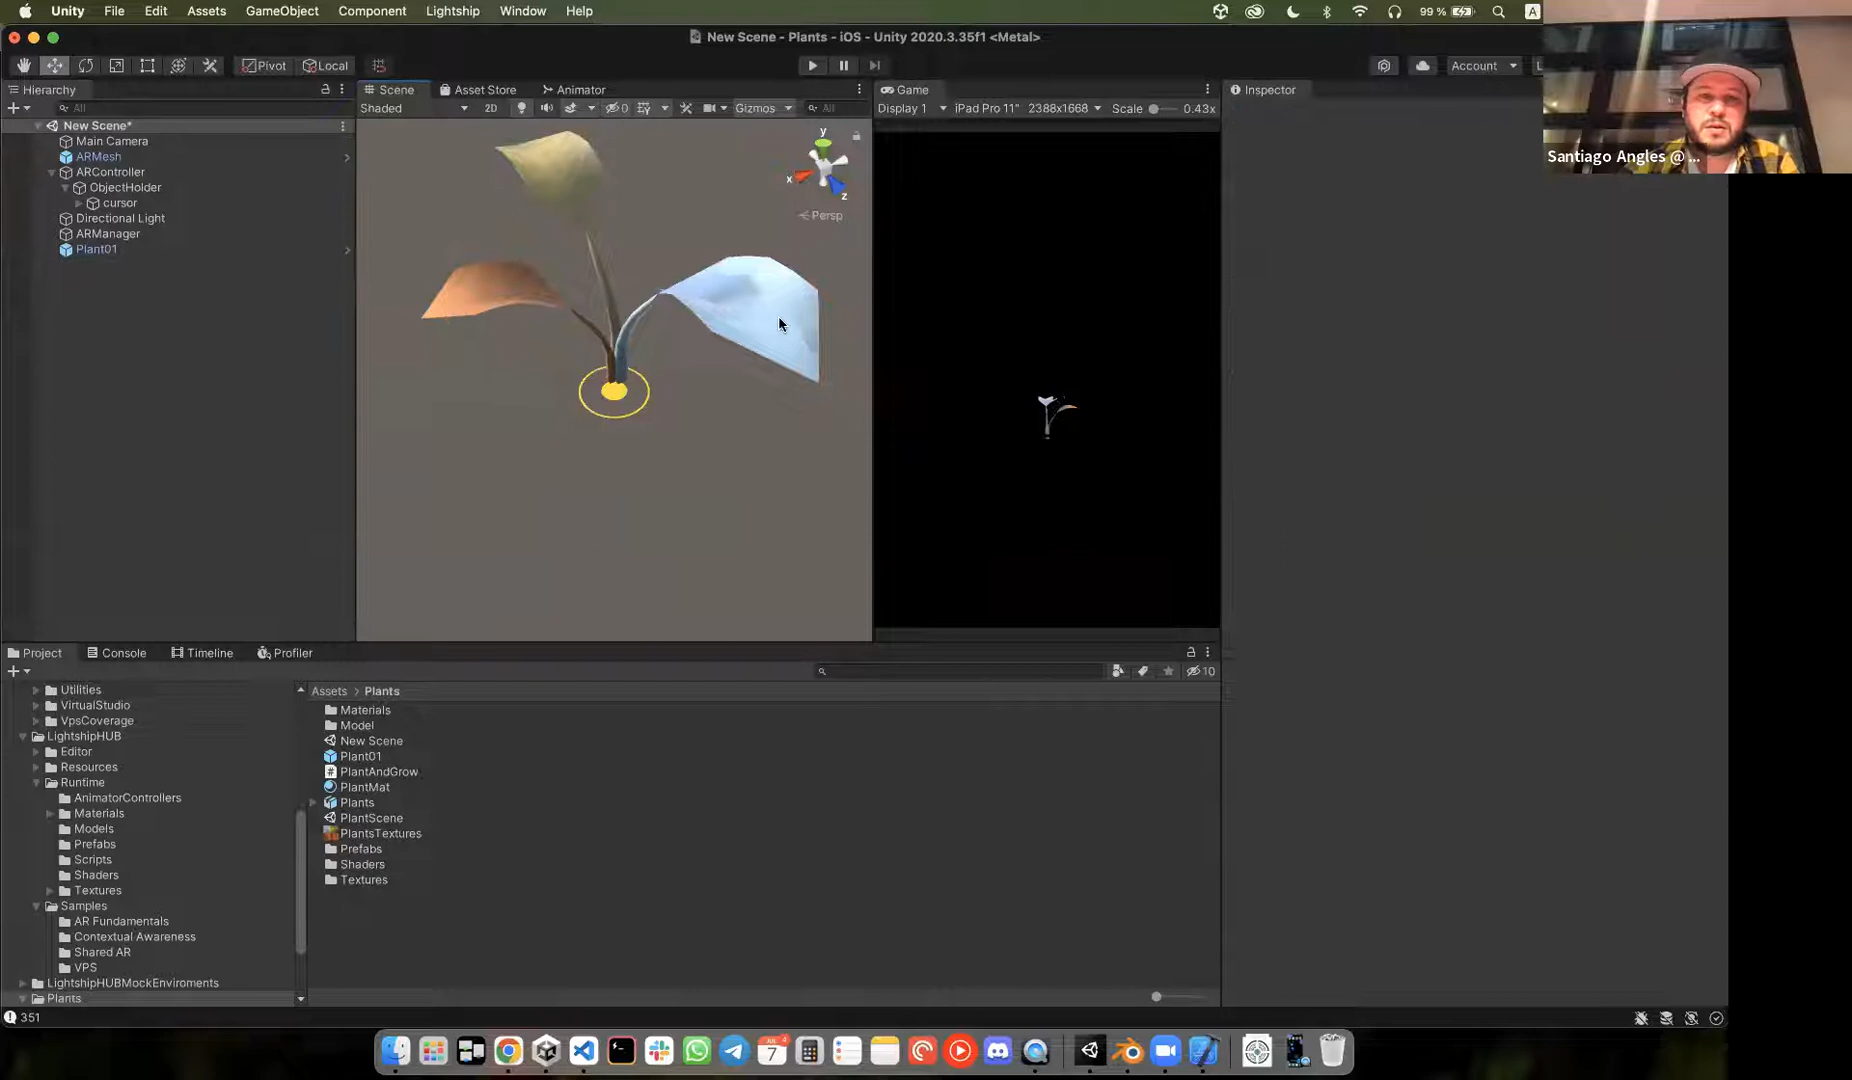 Unity File Edit Assets GameObject Component Lightship Window Help 99 % A
New Scene - Plants - iOS - Unity 2020.3.35f1 <Metal>
Pivot Local Account L
Hierarchy
All
New Scene*
Main Camera
ARMesh
ARController
ObjectHolder
cursor
Directional Light
ARManager
Plant01
Scene Asset Store Animator
Shaded 2D 0 Gizmos All
y
x
z
Persp
Game
Display 1 iPad Pro 11" 2388x1668 Scale 0.43x
Inspector
Santiago Angles @ ...
Project Console Timeline Profiler
10
Utilities
VirtualStudio
VpsCoverage
LightshipHUB
Editor
Resources
Runtime
AnimatorControllers
Materials
Models
Prefabs
Scripts
Shaders
Textures
Samples
AR Fundamentals
Contextual Awareness
Shared AR
VPS
LightshipHUBMockEnviroments
Plants
Assets > Plants
Materials
Model
New Scene
Plant01
PlantAndGrow
PlantMat
Plants
PlantScene
PlantsTextures
Prefabs
Shaders
Textures
351
7